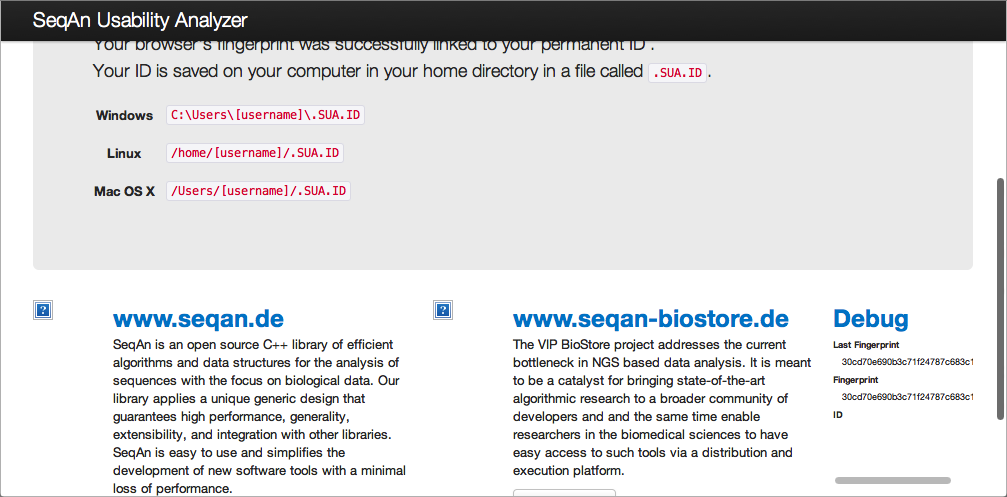 SeqAn Usability Analyzer
Your browser's fingerprint was successfully linked to your permanent ID .
Your ID is saved on your computer in your home directory in a file called .SUA.ID.
Windows C:\Users\[username]\.SUA.ID
Linux /home/[username]/.SUA.ID
Mac OS X /Users/[username]/.SUA.ID
www.seqan.de
SeqAn is an open source C++ library of efficient
algorithms and data structures for the analysis of
sequences with the focus on biological data. Our
library applies a unique generic design that
guarantees high performance, generality,
extensibility, and integration with other libraries.
SeqAn is easy to use and simplifies the
development of new software tools with a minimal
loss of performance.
www.seqan-biostore.de
The VIP BioStore project addresses the current
bottleneck in NGS based data analysis. It is meant
to be a catalyst for bringing state-of-the-art
algorithmic research to a broader community of
developers and and the same time enable
researchers in the biomedical sciences to have
easy access to such tools via a distribution and
execution platform.
Debug
Last Fingerprint
30cd70e690b3c71f24787c683c1
Fingerprint
30cd70e690b3c71f24787c683c1
ID